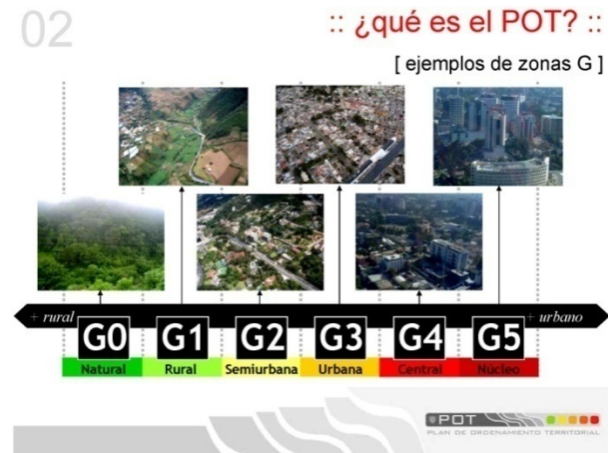 02
:: ¿qué es el POT? ::
[ ejemplos de zonas G ]
+ rural
+ urbano
G0 G1 G2 G3 G4 G5
Natural Rural Semiurbana Urbana Central Núcleo
POT
PLAN DE ORDENAMIENTO TERRITORIAL